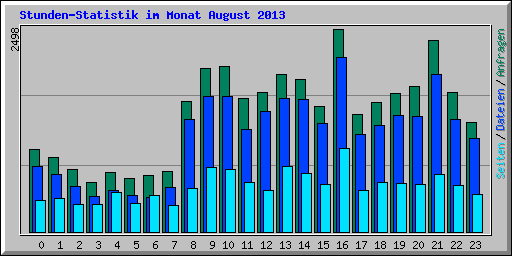 Stunden-Statistik im Monat August 2013
2498
Seiten / Dateien / Anfragen
0 1 2 3 4 5 6 7 8 9 10 11 12 13 14 15 16 17 18 19 20 21 22 23